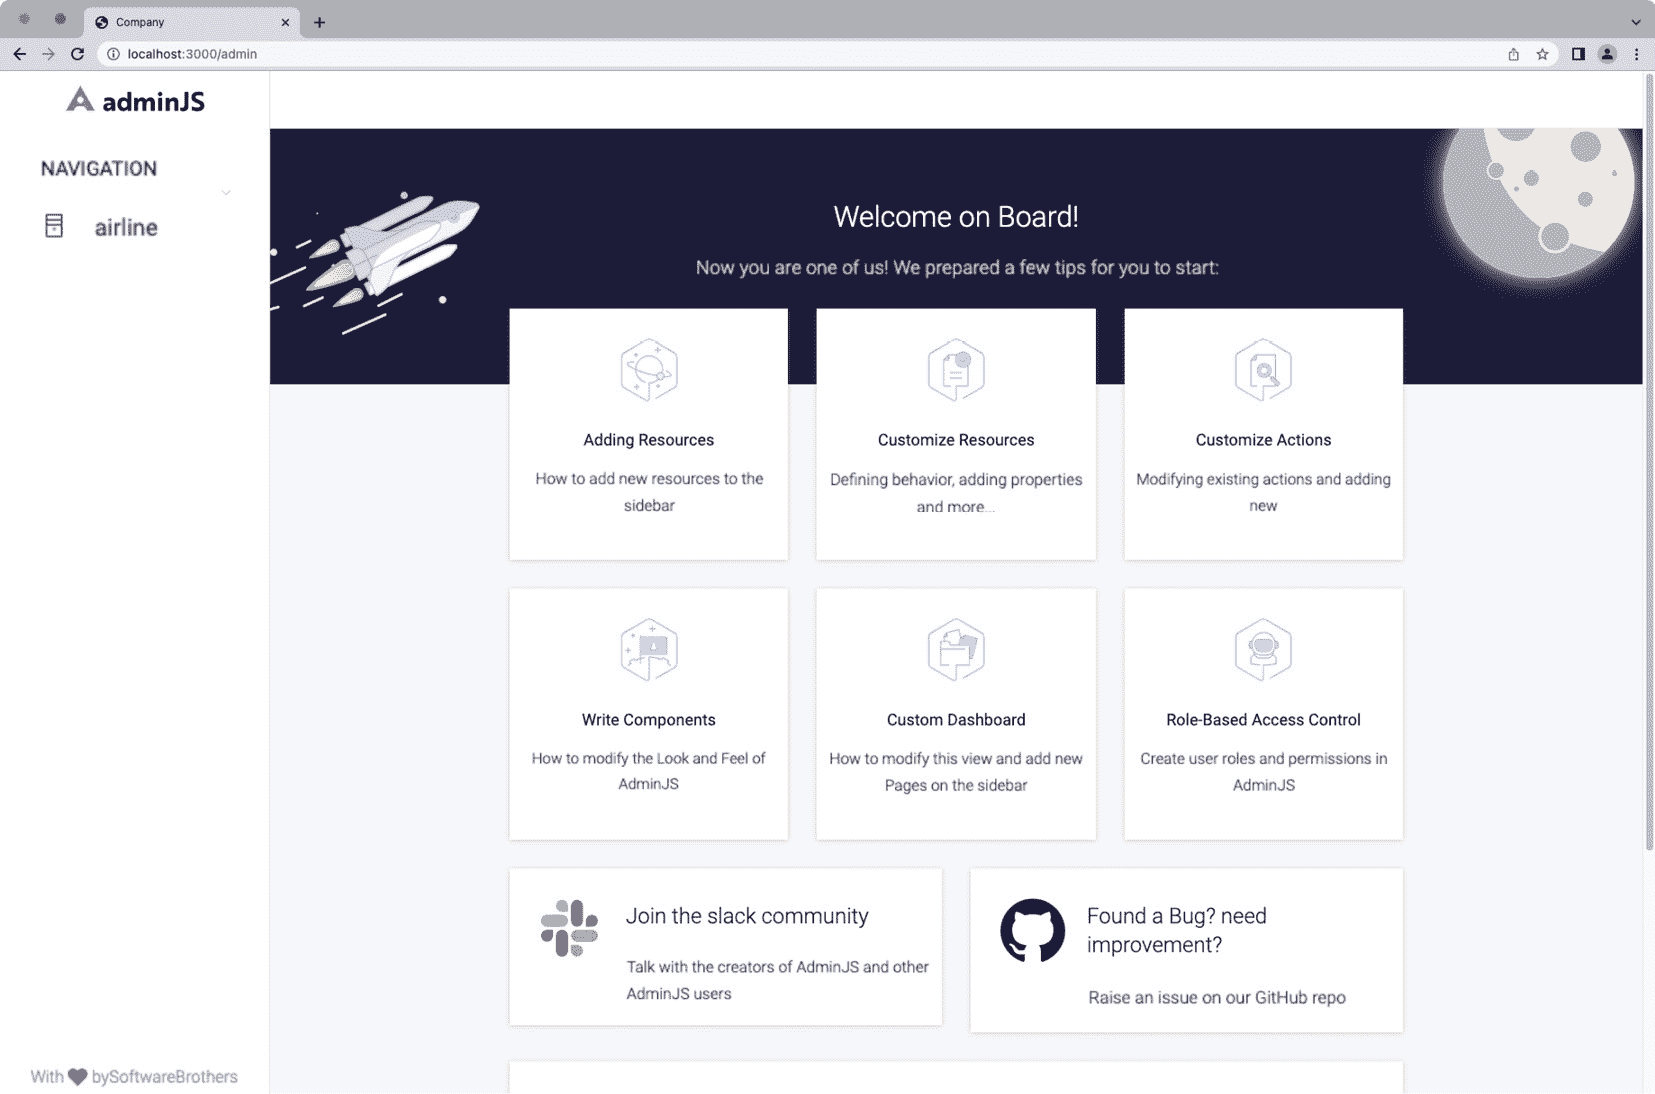 Company
localhost:3000/admin
adminJS
NAVIGATION
airline
Welcome on Board!
Now you are one of us! We prepared a few tips for you to start:
Adding Resources
How to add new resources to the
sidebar
Customize Resources
Defining behavior, adding properties
and more...
Customize Actions
Modifying existing actions and adding
new
Write Components
How to modify the Look and Feel of
AdminJS
Custom Dashboard
How to modify this view and add new
Pages on the sidebar
Role-Based Access Control
Create user roles and permissions in
AdminJS
Join the slack community
Talk with the creators of AdminJS and other
AdminJS users
Found a Bug? need
improvement?
Raise an issue on our GitHub repo
With bySoftwareBrothers